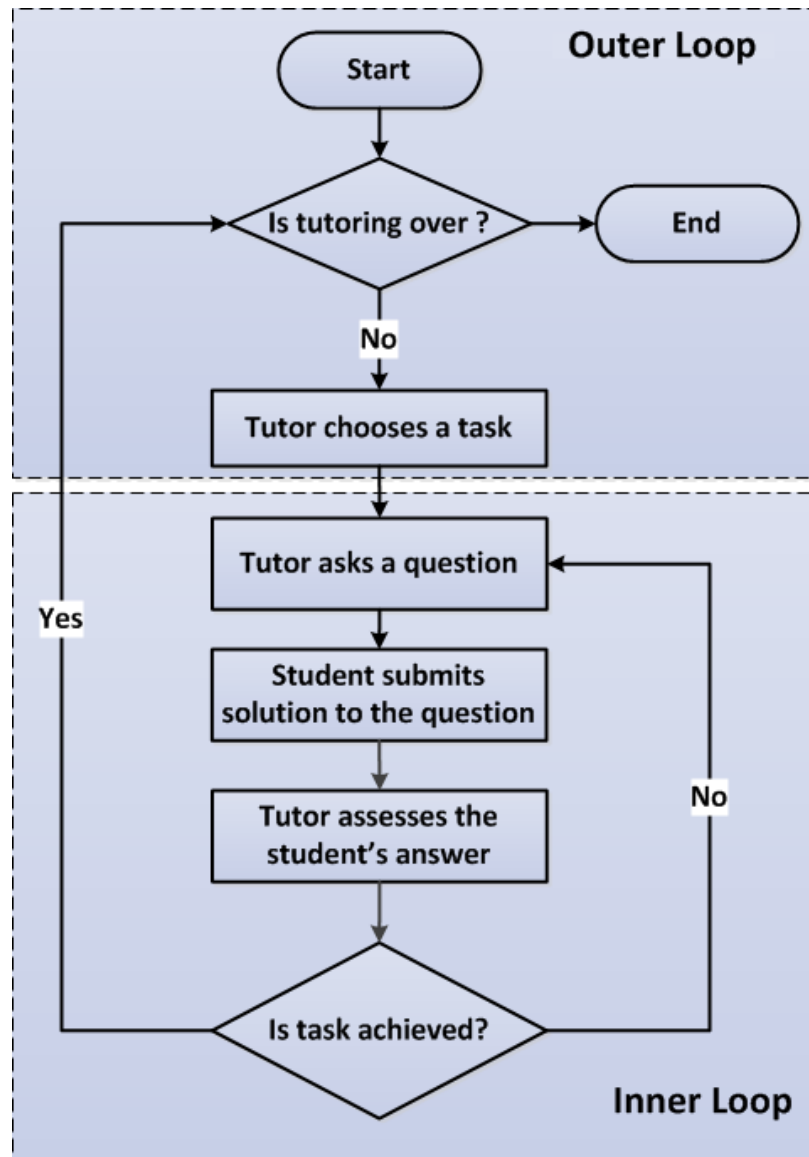 Outer Loop
Start
Is tutoring over ?
End
No
Tutor chooses a task
Tutor asks a question
Yes
Student submits
solution to the question
No
Tutor assesses the
student's answer
Is task achieved?
Inner Loop